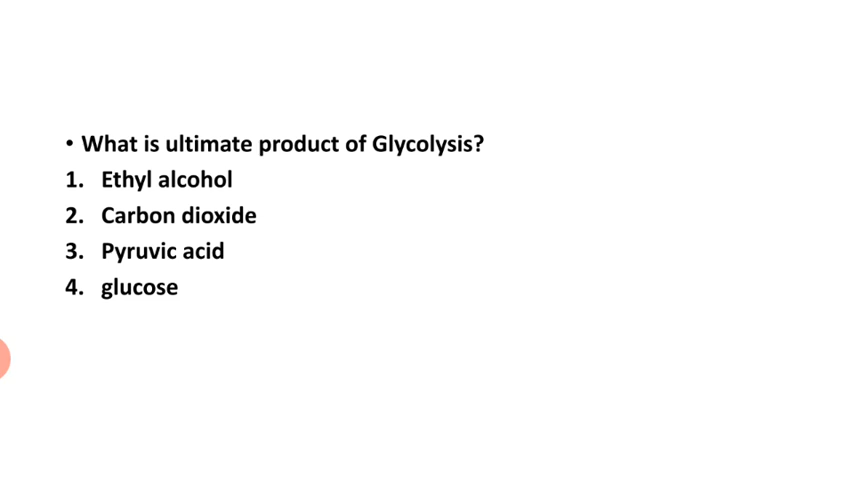 • What is ultimate product of Glycolysis?
1. Ethyl alcohol
2. Carbon dioxide
3. Pyruvic acid
4. glucose